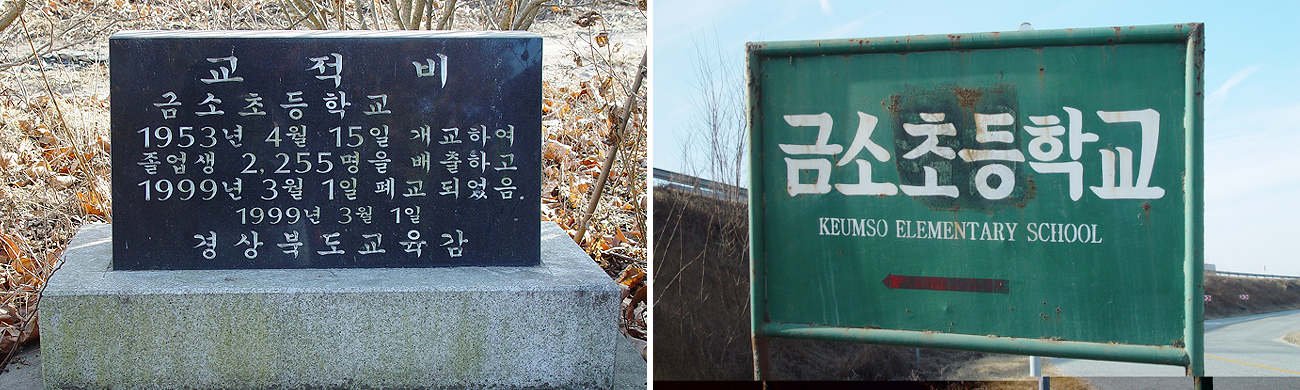 교적비
금소초등학교
1953년 4월 15일 개교하여
졸업생 2,255명을 배출하고
1999년 3월 1일 폐교 되었음.
1999년 3월 1일
경상북도교육감
금소초등학교
KEUMSO ELEMENTARY SCHOOL